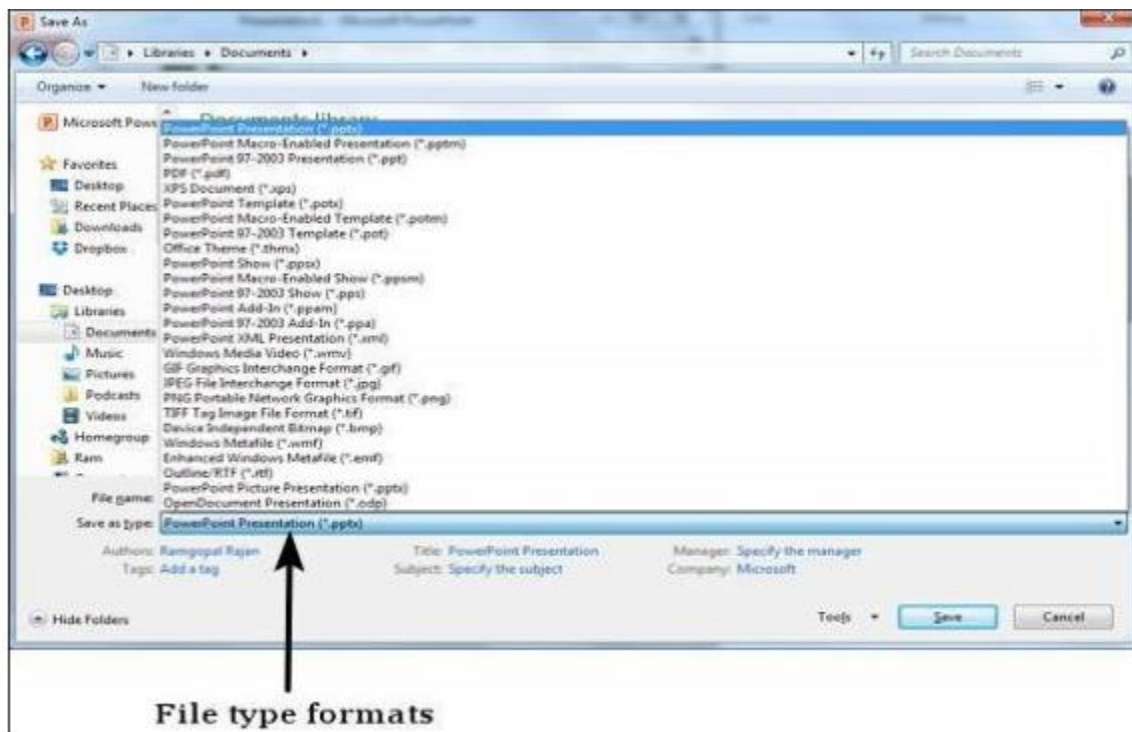 Save As
Libraries Documents
Search Documents
Organize New folder
Microsoft Powe
Documents library
Favorites
Desktop
Recent Places
Downloads
Dropbox
Desktop
Libraries
Documents
Music
Pictures
Podcasts
Videos
Homegroup
Ram
PowerPoint Presentation (*.pptx)
PowerPoint Macro-Enabled Presentation (*.pptm)
PowerPoint 97-2003 Presentation (*.ppt)
PDF (*.pdf)
XPS Document (*.xps)
PowerPoint Template (*.potx)
PowerPoint Macro-Enabled Template (*.potm)
PowerPoint 97-2003 Template (*.pot)
Office Theme (*.thmx)
PowerPoint Show (*.ppsx)
PowerPoint Macro-Enabled Show (*.ppsm)
PowerPoint 97-2003 Show (*.pps)
PowerPoint Add-In (*.ppam)
PowerPoint 97-2003 Add-In (*.ppa)
PowerPoint XML Presentation (*.xml)
Windows Media Video (*.wmv)
GIF Graphics Interchange Format (*.gif)
JPEG File Interchange Format (*.jpg)
PNG Portable Network Graphics Format (*.png)
TIFF Tag Image File Format (*.tif)
Device Independent Bitmap (*.bmp)
Windows Metafile (*.wmf)
Enhanced Windows Metafile (*.emf)
Outline/RTF (*.rtf)
PowerPoint Picture Presentation (*.pptx)
OpenDocument Presentation (*.odp)
File name:
Save as type: PowerPoint Presentation (*.pptx)
Authors: Ramgopal Rajan Title: PowerPoint Presentation Manager: Specify the manager
Tags: Add a tag Subject: Specify the subject Company: Microsoft
Hide Folders Tools Save Cancel
File type formats